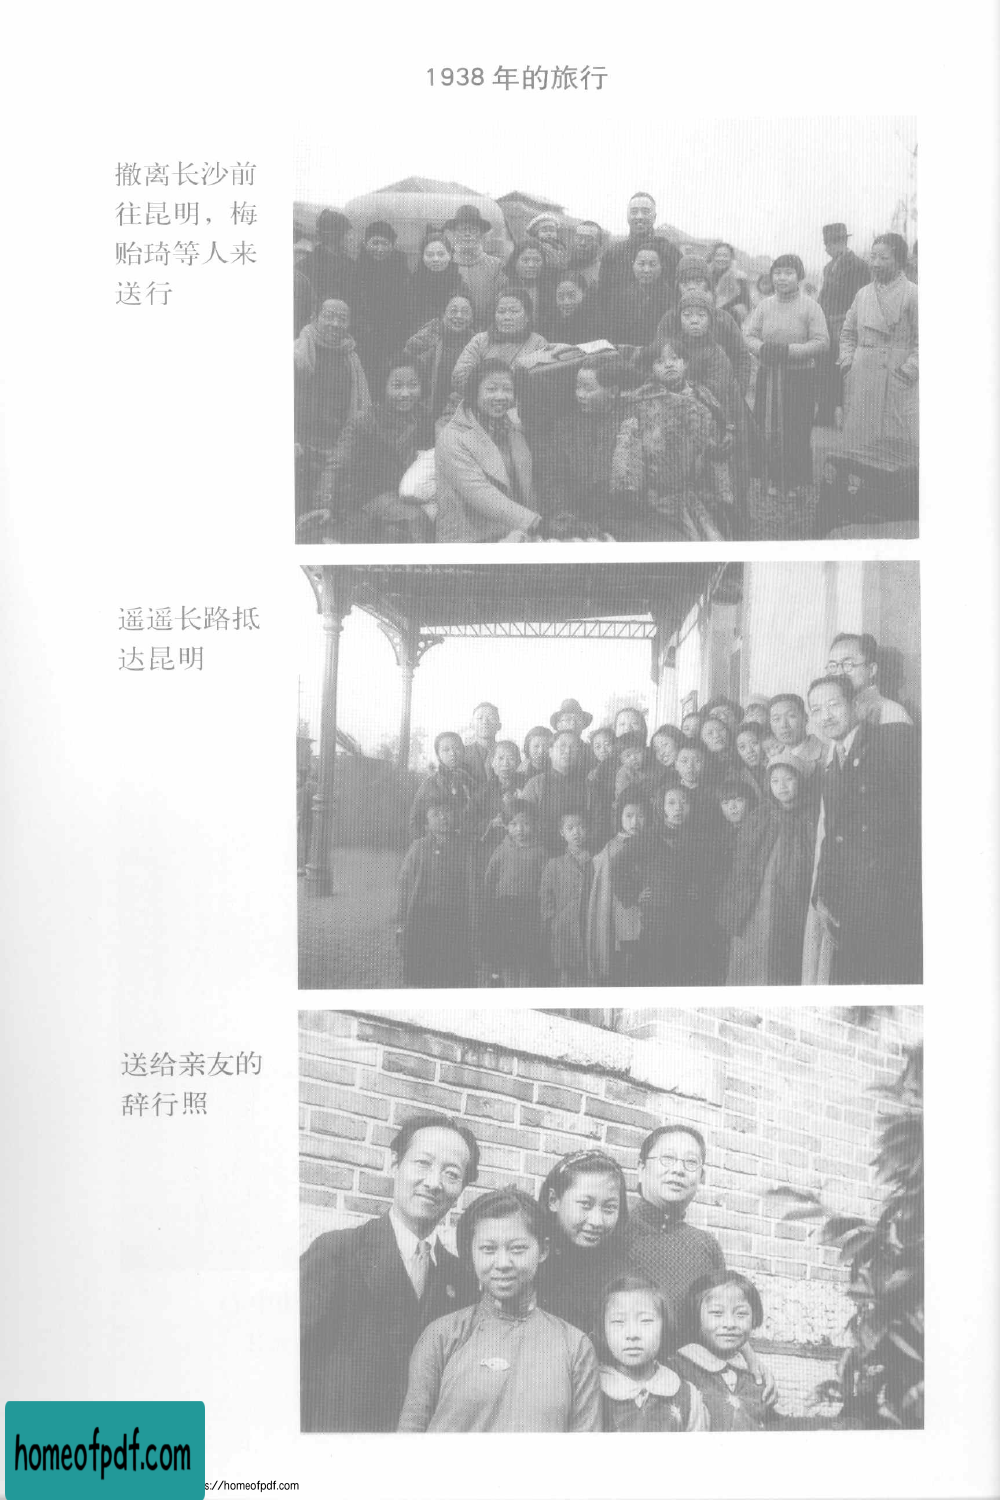 1938 年的旅行
撤离长沙前
往昆明，梅
贻琦等人来
送行
遥遥长路抵
达昆明
送给亲友的
辞行照
homeofpdf.com
s://homeofpdf.com